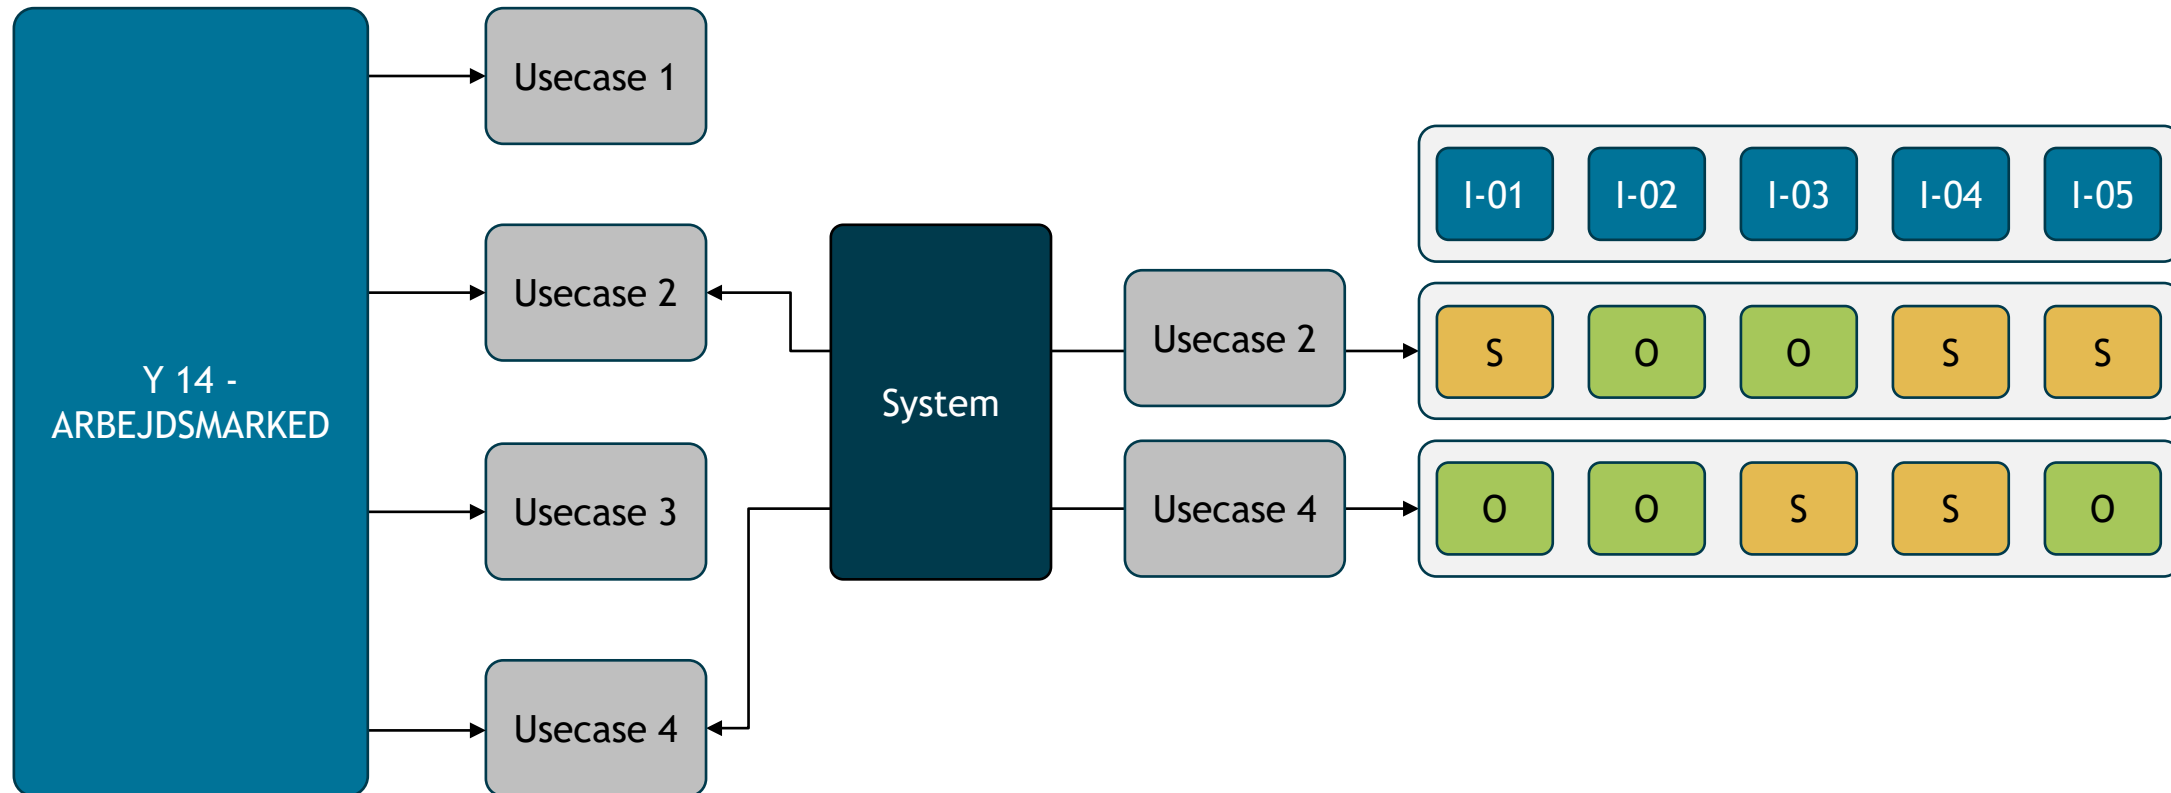 Y 14 -
ARBEJDSMARKED
Usecase 1
Usecase 2
Usecase 3
Usecase 4
System
Usecase 2
Usecase 4
I-01 I-02 I-03 I-04 I-05
S O O S S
O O S S O